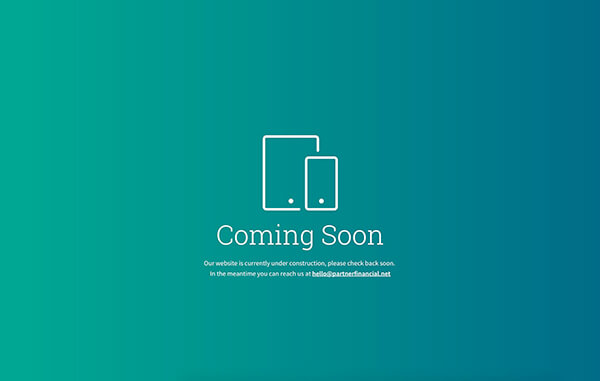 Coming Soon
Our website is currently under construction, please check back soon.
In the meantime you can reach us at hello@partnerfinancial.net